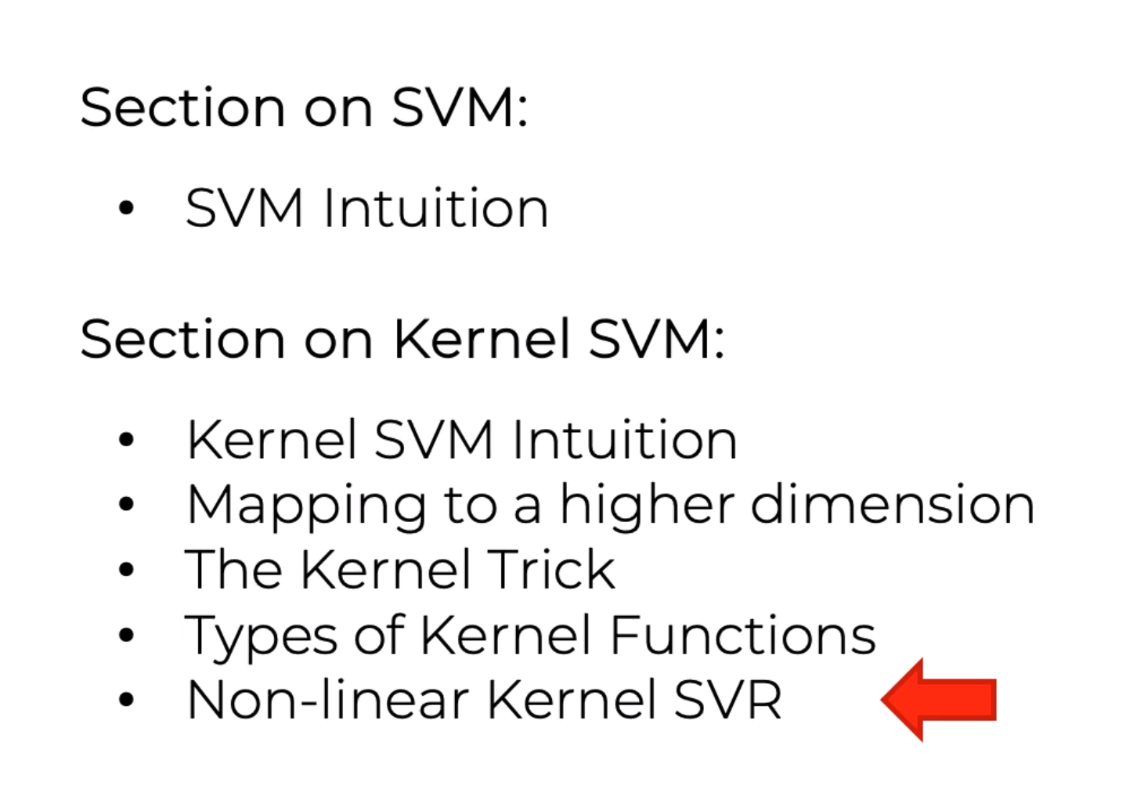 Section on SVM:
• SVM Intuition
Section on Kernel SVM:
• Kernel SVM Intuition
• Mapping to a higher dimension
• The Kernel Trick
• Types of Kernel Functions
• Non-linear Kernel SVR